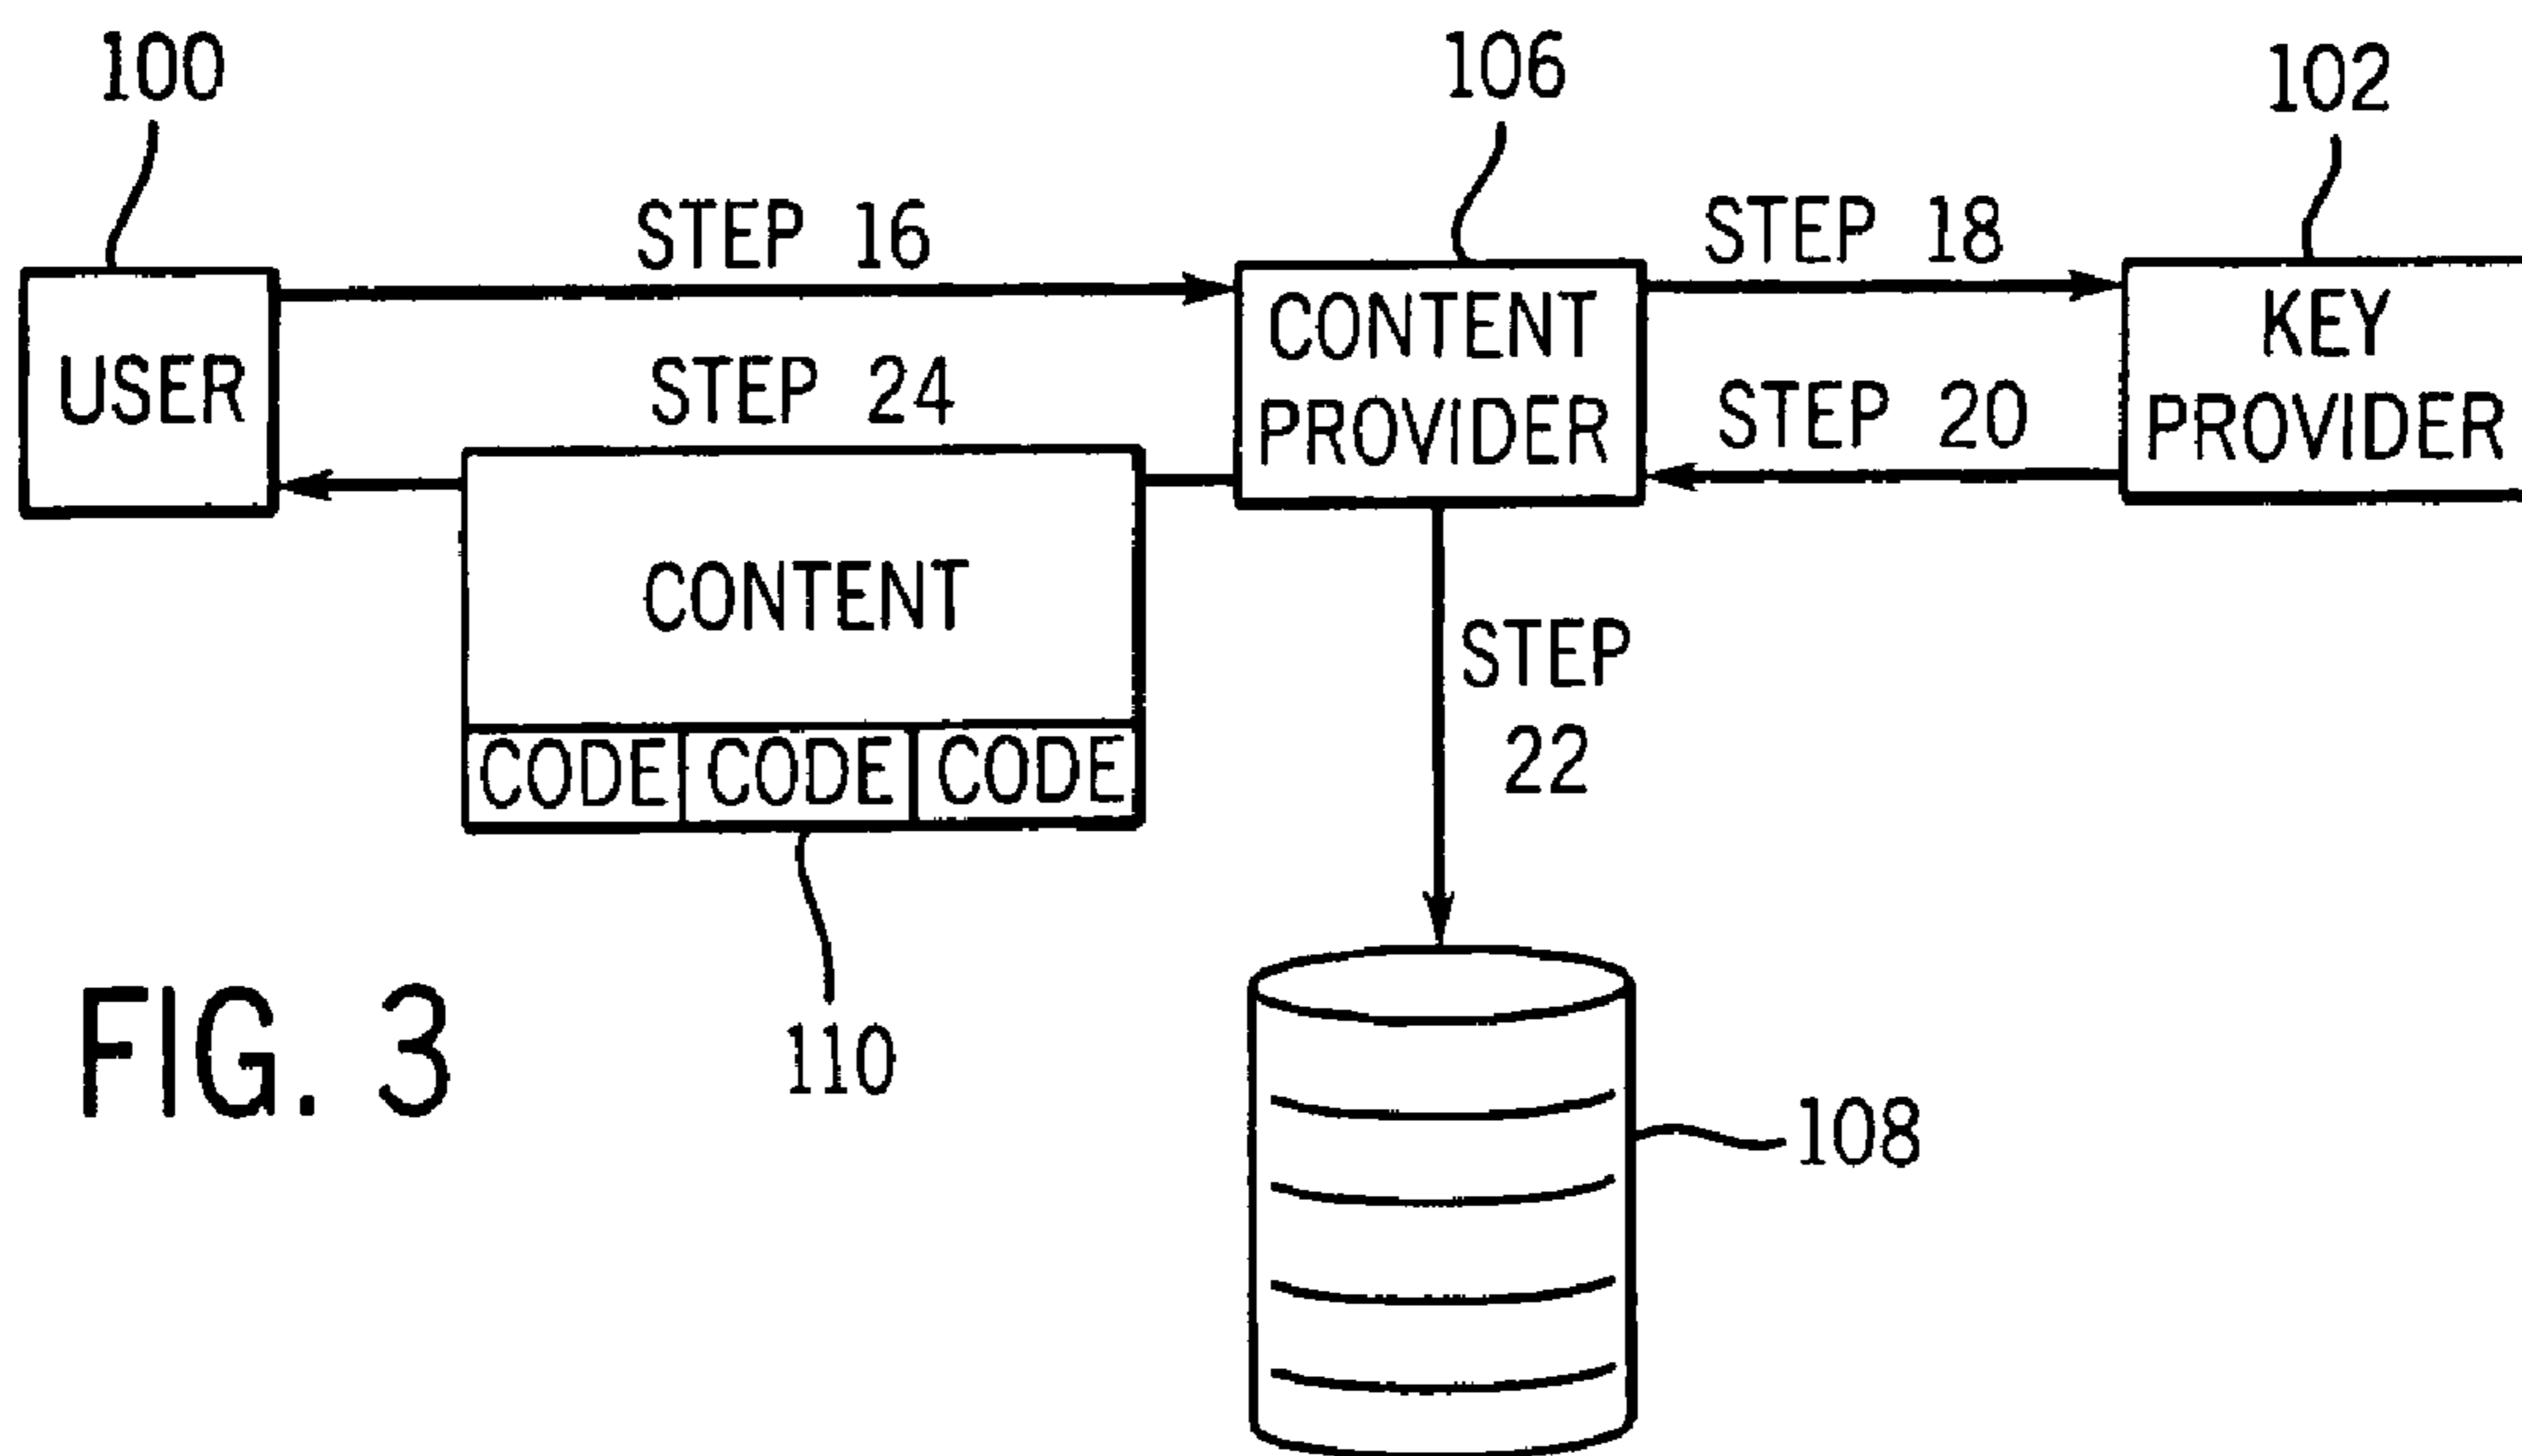 100
106
102
STEP 16
STEP 18
USER
CONTENT
PROVIDER
KEY
PROVIDER
STEP 24
STEP 20
CONTENT
STEP
22
CODE CODE CODE
110
FIG. 3
108